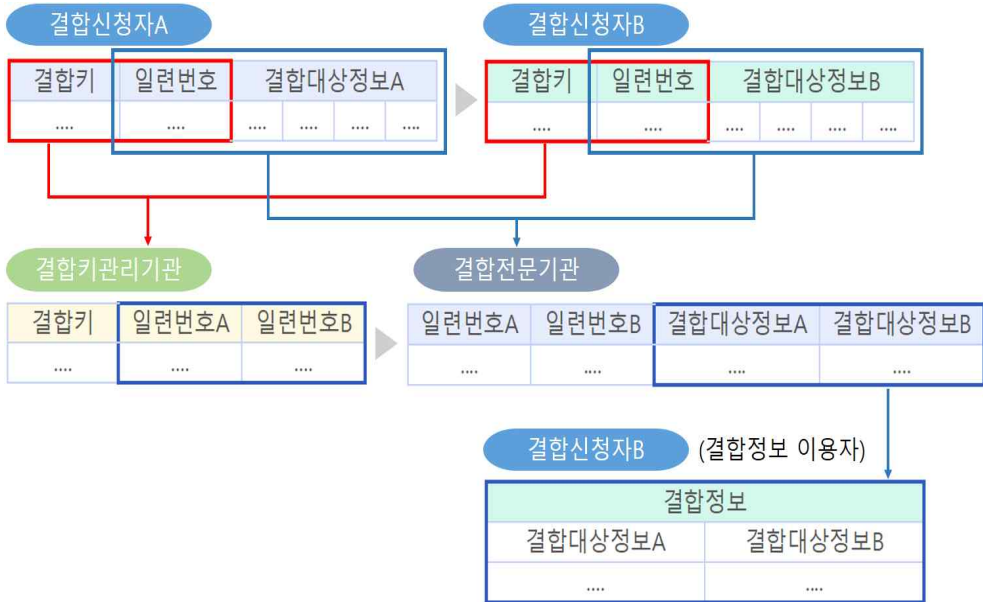 결합신청자A
결합신청자B
결합키 일련번호 결합대상정보A
.... .... .... .... .... ....
결합키 일련번호 결합대상정보B
.... .... .... .... .... ....
결합키관리기관
결합전문기관
결합키 일련번호A 일련번호B
.... .... ....
일련번호A 일련번호B 결합대상정보A 결합대상정보B
.... .... .... ....
결합신청자B (결합정보 이용자)
결합정보
결합대상정보A 결합대상정보B
.... ....